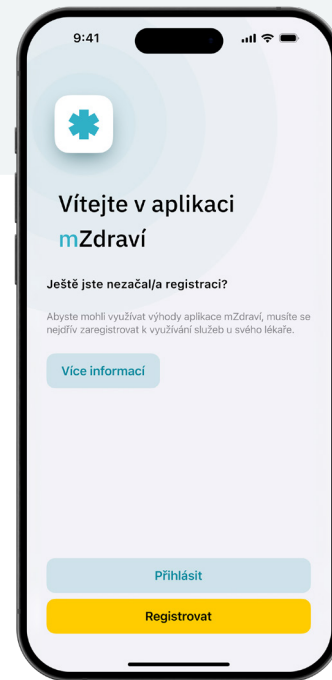 9:41
Vítejte v aplikaci
mZdraví
Ještě jste nezačal/a registraci?
Abyste mohli využívat výhody aplikace mZdraví, musíte se
nejdřív zaregistrovat k využívání služeb u svého lékaře.
Více informací
Přihlásit
Registrovat